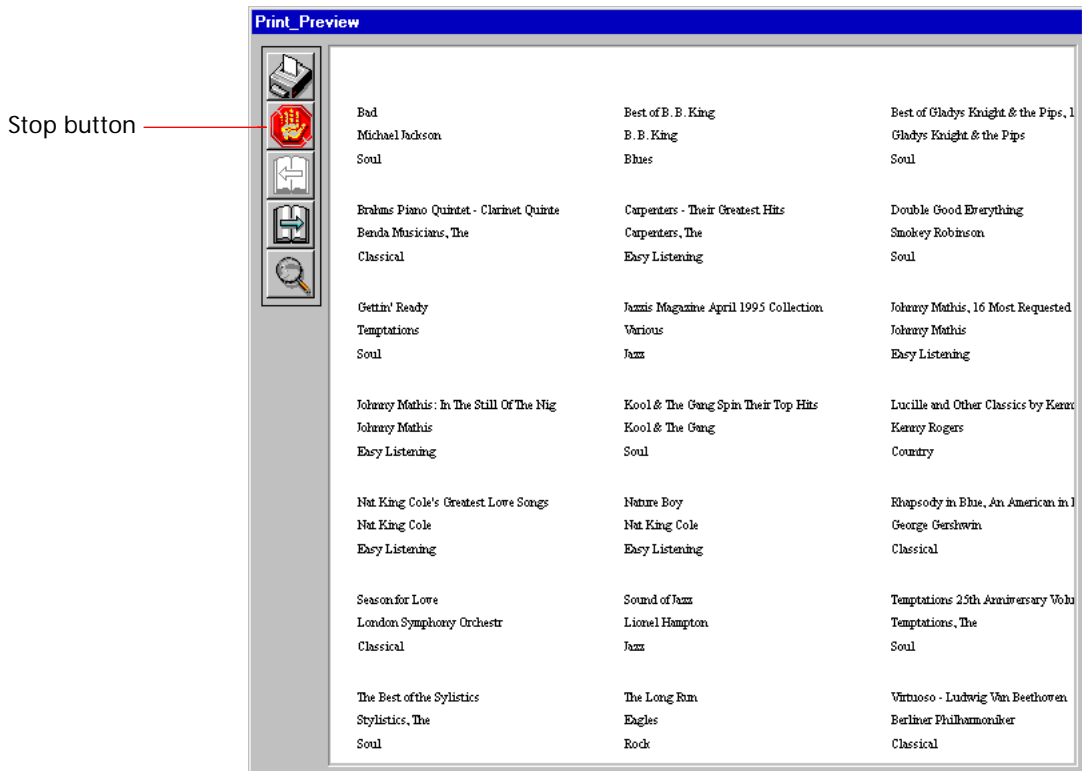 Print_Preview
Stop button
Bad Best of B.B. King Best of Gladys Knight & the Pips,
Michael Jackson B.B. King Gladys Knight & the Pips
Soul Blues Soul
Brahms Piano Quintet - Clarinet Quinte Carpenters - Their Greatest Hits Double Good Everything
Benda Musicians, The Carpenters, The Smokey Robinson
Classical Easy Listening Soul
Gettin' Ready Jazzis Magazine April 1995 Collection Johnny Mathis, 16 Most Requested
Temptations Various Johnny Mathis
Soul Jazz Easy Listening
Johnny Mathis: In The Still Of The Nig Kool & The Gang Spin Their Top Hits Lucille and Other Classics by Kenn
Johnny Mathis Kool & The Gang Kenny Rogers
Easy Listening Soul Country
Nat King Cole's Greatest Love Songs Nature Boy Rhapsody in Blue, An American in
Nat King Cole Nat King Cole George Gershwin
Easy Listening Easy Listening Classical
Season for Love Sound of Jazz Temptations 25th Anniversary Volu
London Symphony Orchestr Lionel Hampton Temptations, The
Classical Jazz Soul
The Best of the Sylistics The Long Run Virtuoso - Ludwig Van Beethoven
Stylistics, The Eagles Berliner Philharmoniker
Soul Rock Classical